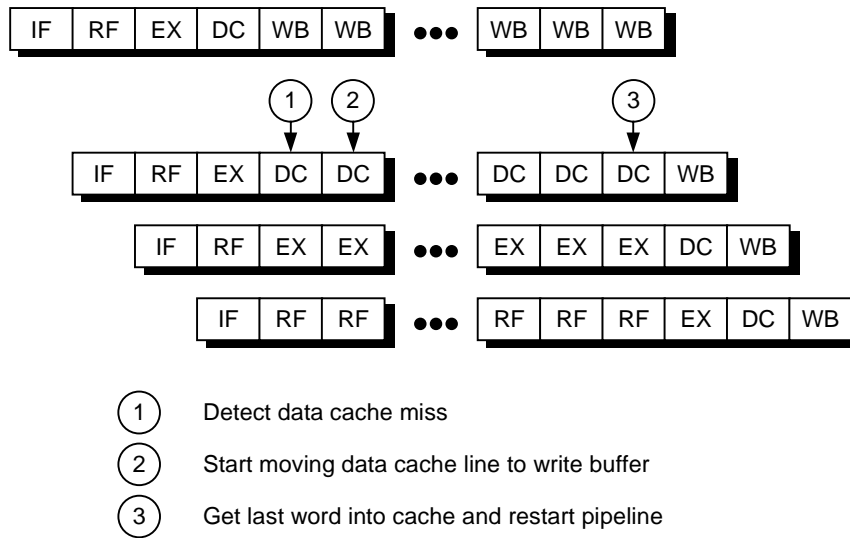 IF RF EX DC WB WB ●●● WB WB WB
1 2 3
IF RF EX DC DC ●●● DC DC DC WB
IF RF EX EX ●●● EX EX EX DC WB
IF RF RF ●●● RF RF RF EX DC WB
1 Detect data cache miss
2 Start moving data cache line to write buffer
3 Get last word into cache and restart pipeline